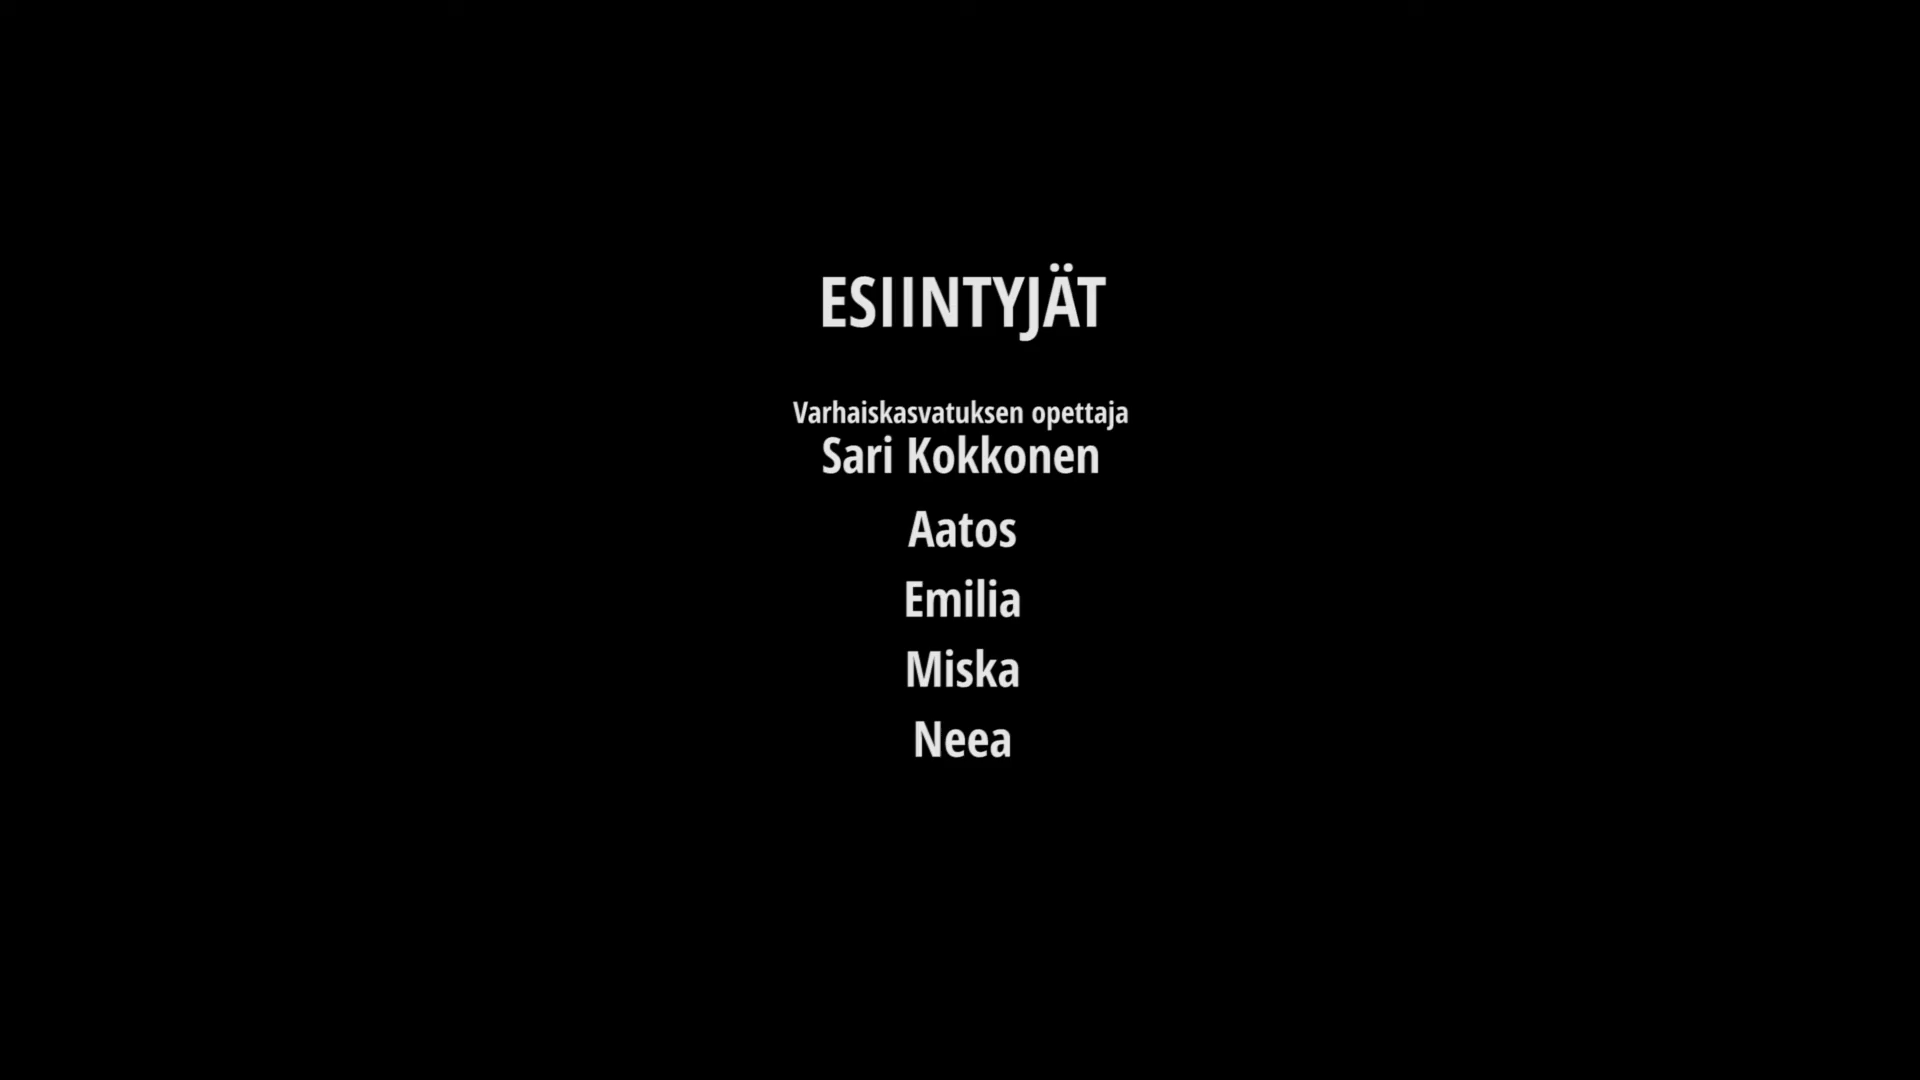 ESIINTYJÄT
Varhaiskasvatuksen opettaja
Sari Kokkonen
Aatos
Emilia
Miska
Neea